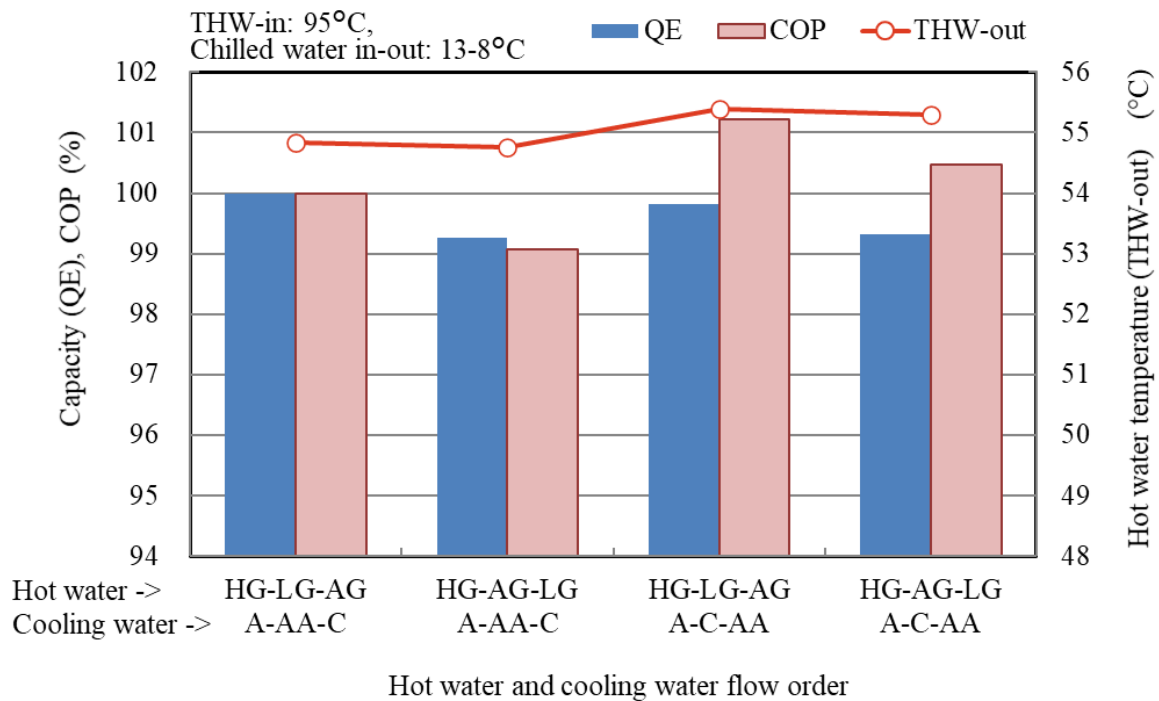 THW-in: 95°C,
Chilled water in-out: 13-8°C
QE
COP
THW-out
Capacity (QE), COP (%)
102
101
100
99
98
97
96
95
94
56
55
54
53
52
51
50
49
48
Hot water temperature (THW-out) (°C)
Hot water -> HG-LG-AG HG-AG-LG HG-LG-AG HG-AG-LG
Cooling water -> A-AA-C A-AA-C A-C-AA A-C-AA
Hot water and cooling water flow order